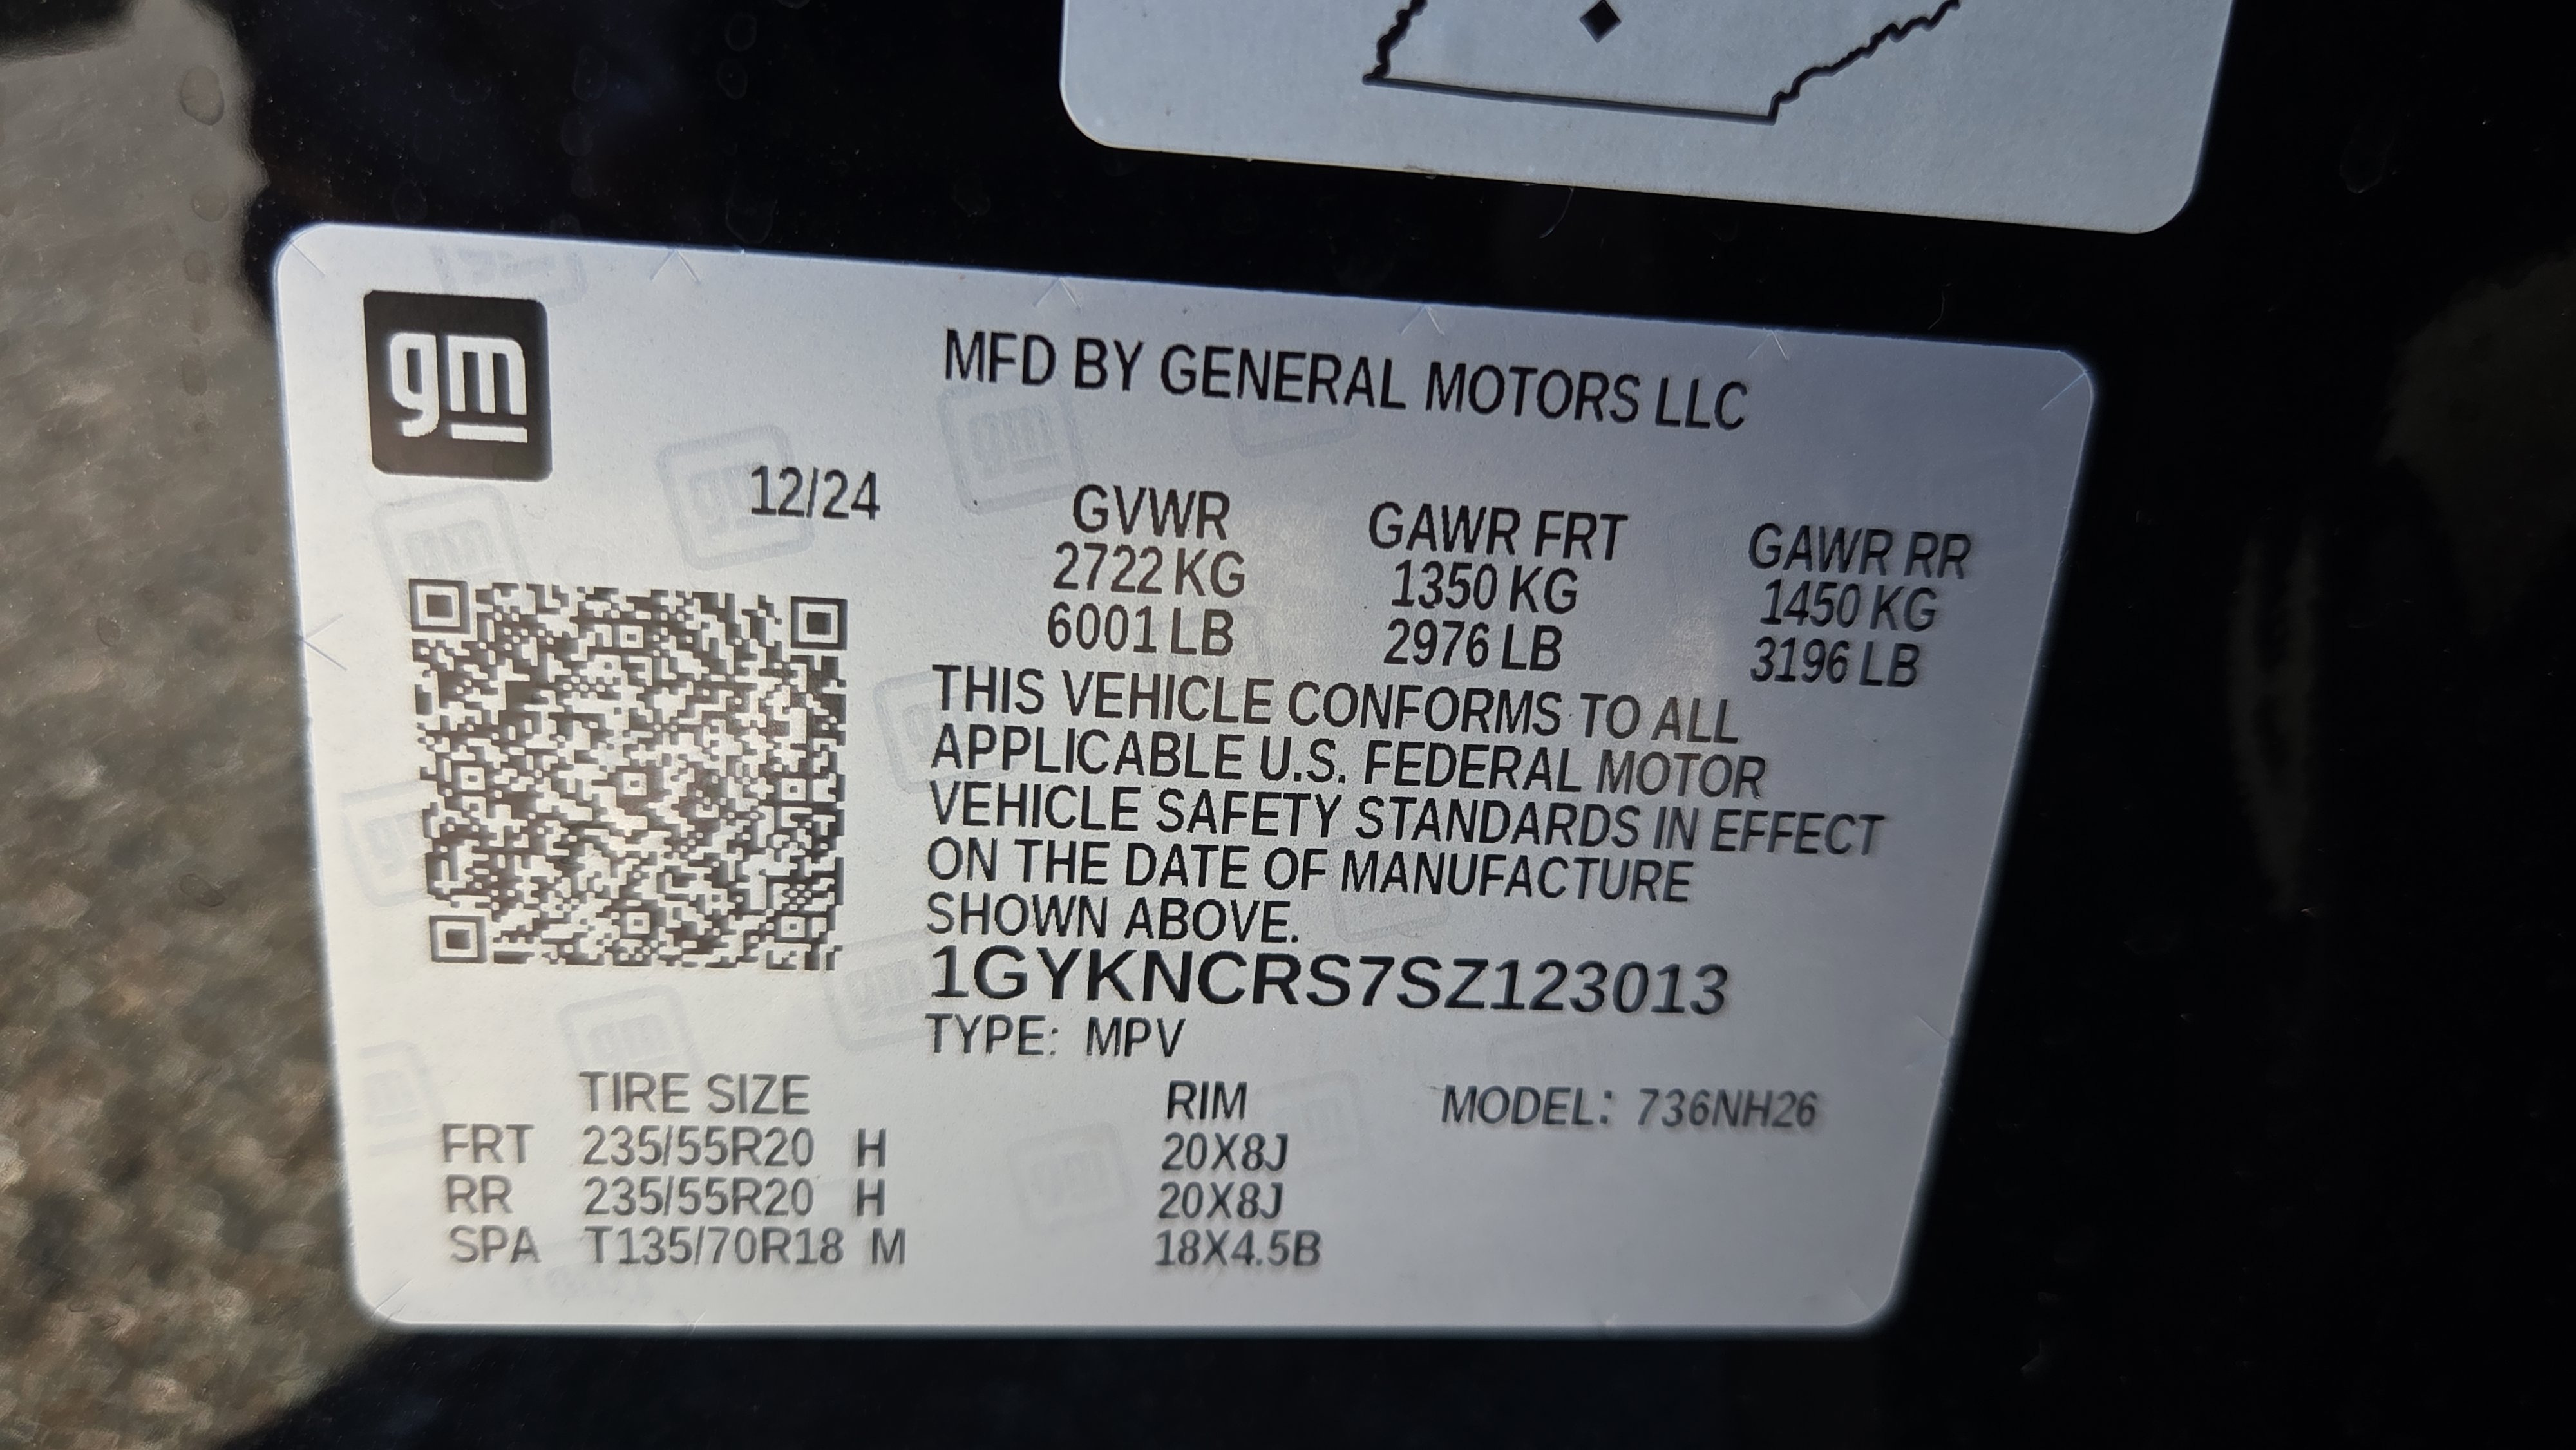 gm
MFD BY GENERAL MOTORS LLC
12/24
GVWR GAWR FRT GAWR RR
2722 KG 1350 KG 1450 KG
6001 LB 2976 LB 3196 LB
THIS VEHICLE CONFORMS TO ALL
APPLICABLE U.S. FEDERAL MOTOR
VEHICLE SAFETY STANDARDS IN EFFECT
ON THE DATE OF MANUFACTURE
SHOWN ABOVE.
1GYKNCRS7SZ123013
TYPE: MPV
TIRE SIZE RIM MODEL: 736NH26
FRT 235/55R20 H 20X8J
RR 235/55R20 H 20X8J
SPA T135/70R18 M 18X4.5B